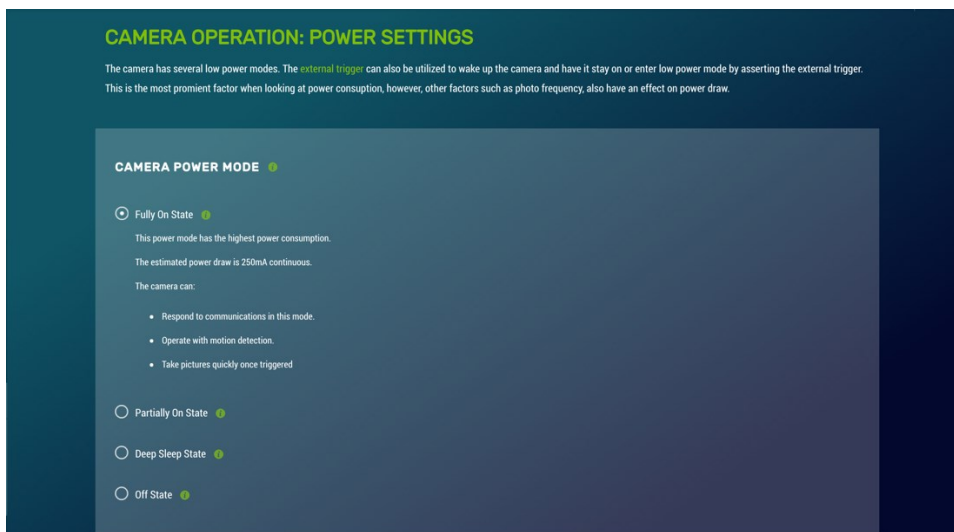 CAMERA OPERATION: POWER SETTINGS
The camera has several low power modes. The external trigger can also be utilized to wake up the camera and have it stay on or enter low power mode by asserting the external trigger.
This is the most promient factor when looking at power consuption, however, other factors such as photo frequency, also have an effect on power draw.
CAMERA POWER MODE i
Fully On State i
This power mode has the highest power consumption.
The estimated power draw is 250mA continuous.
The camera can:
• Respond to communications in this mode.
• Operate with motion detection.
• Take pictures quickly once triggered
Partially On State i
Deep Sleep State i
Off State i